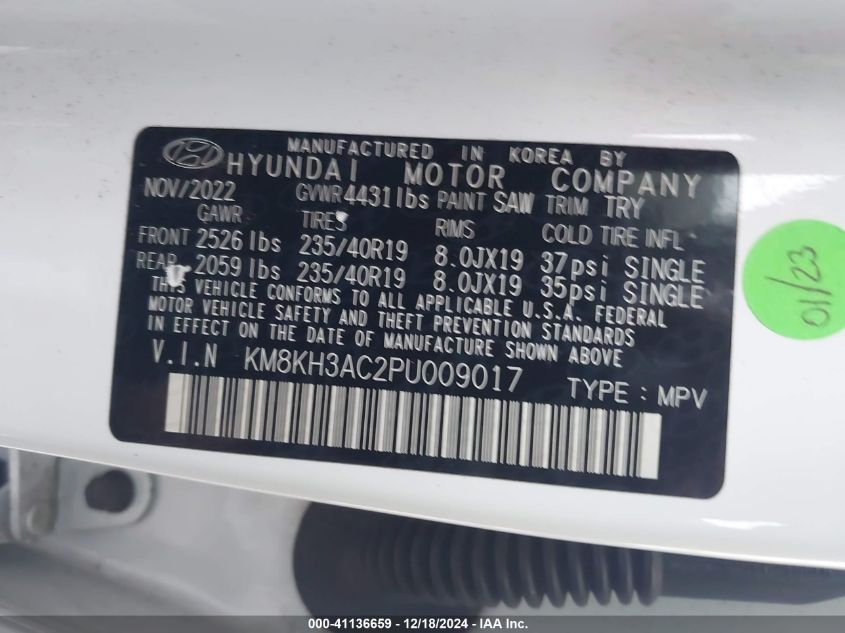 MANUFACTURED IN KOREA BY
HYUNDAI MOTOR COMPANY
NOV/2022 GVWR 4431 lbs PAINT SAW TRIM TRY
GAWR TIRES RIMS COLD TIRE INFL
FRONT 2526 lbs 235/40R19 8.0JX19 37psi SINGLE
REAR 2059 lbs 235/40R19 8.0JX19 35psi SINGLE
THIS VEHICLE CONFORMS TO ALL APPLICABLE U.S.A. FEDERAL
MOTOR VEHICLE SAFETY AND THEFT PREVENTION STANDARDS
IN EFFECT ON THE DATE OF MANUFACTURE SHOWN ABOVE
V.I.N KM8KH3AC2PU009017 TYPE : MPV
01/23
000-41136659 - 12/18/2024 - IAA Inc.